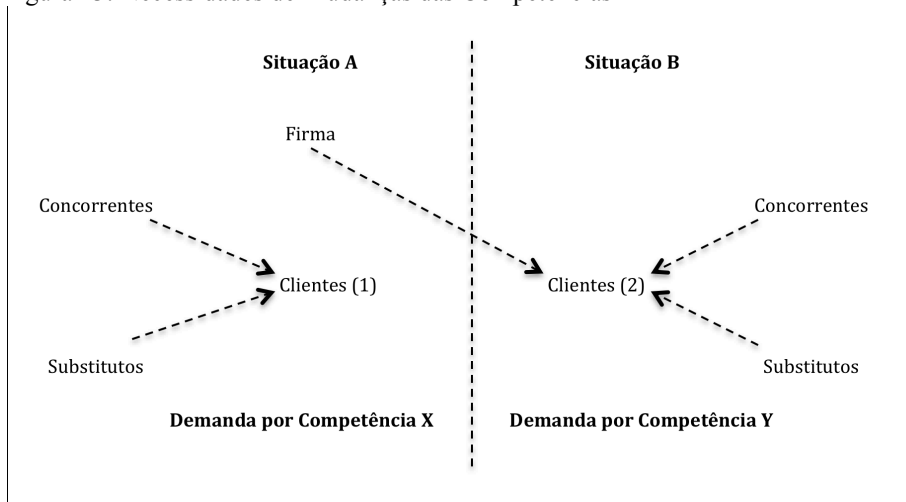 Situação A
Situação B
Firma
Concorrentes
Concorrentes
Clientes (1)
Clientes (2)
Substitutos
Substitutos
Demanda por Competência X
Demanda por Competência Y